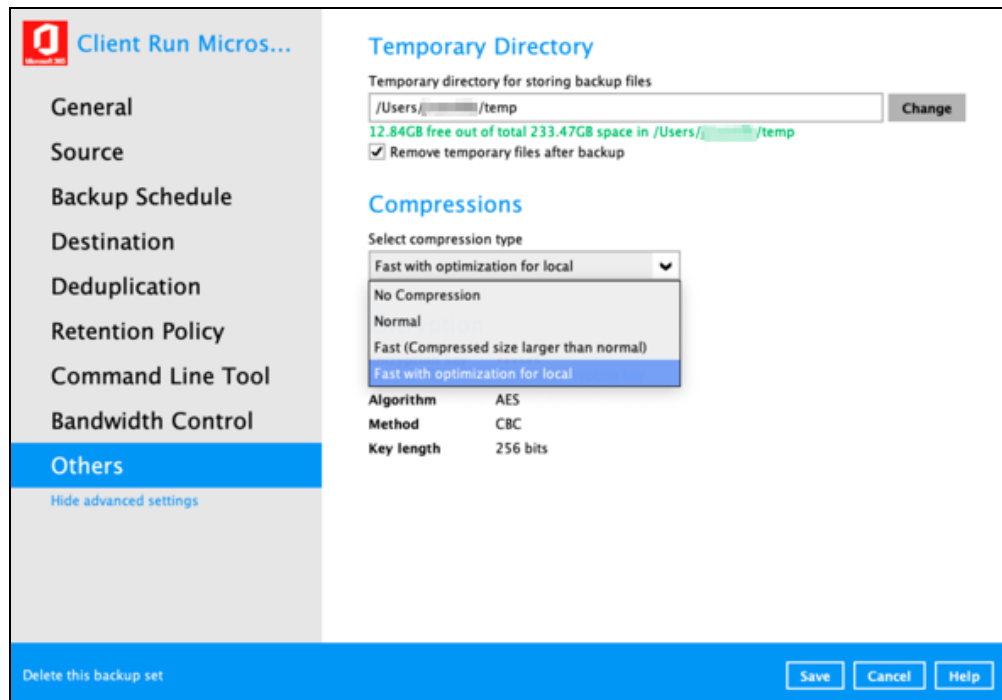 Microsoft 365
Client Run Micros...
General
Source
Backup Schedule
Destination
Deduplication
Retention Policy
Command Line Tool
Bandwidth Control
Others
Hide advanced settings
Temporary Directory
Temporary directory for storing backup files
/Users/ /temp
Change
12.84GB free out of total 233.47GB space in /Users/ /temp
Remove temporary files after backup
Compressions
Select compression type
Fast with optimization for local
No Compression
Normal
Fast (Compressed size larger than normal)
Fast with optimization for local
Algorithm AES
Method CBC
Key length 256 bits
Delete this backup set
Save Cancel Help